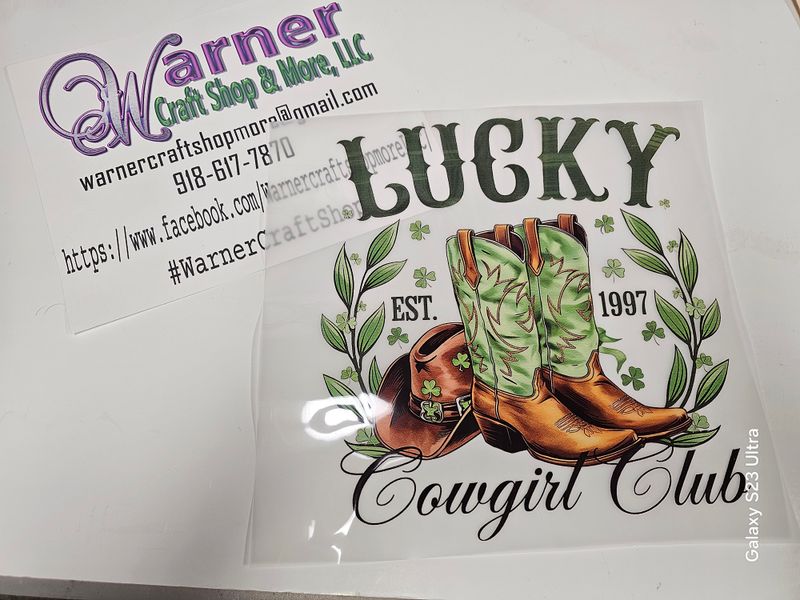 Warner
Craft Shop & More, LLC
warnercraftshopmore@gmail.com
918-617-7870
https://www.facebook.com/Warnercraftshopmorellc/
#WarnerCraftShop
LUCKY
EST. 1997
Cowgirl Club
Galaxy S23 Ultra